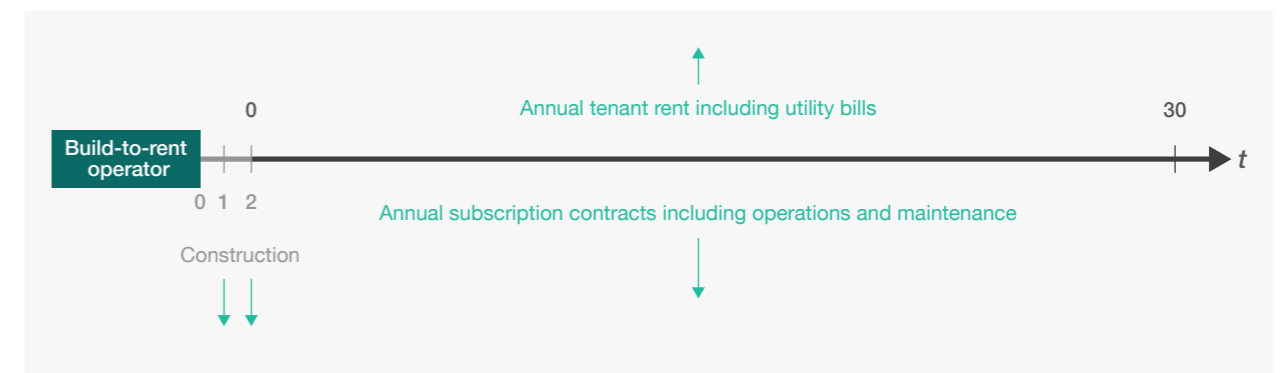 0
Annual tenant rent including utility bills
30
Build-to-rent
operator
t
0 1 2
Annual subscription contracts including operations and maintenance
Construction